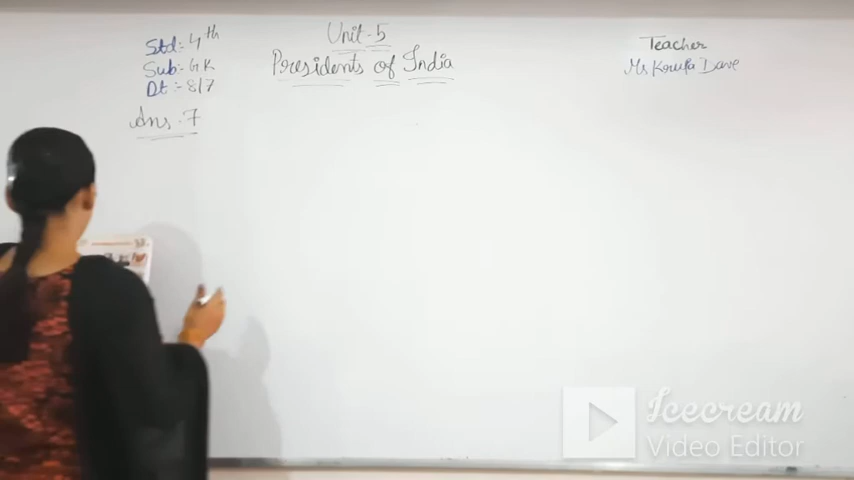 Unit-5
Presidents of India
Std:- 4th
Sub:- GK
Dt :- 8/7
Teacher
Ms Korupa Dave
Ans :7
Icecream
Video Editor